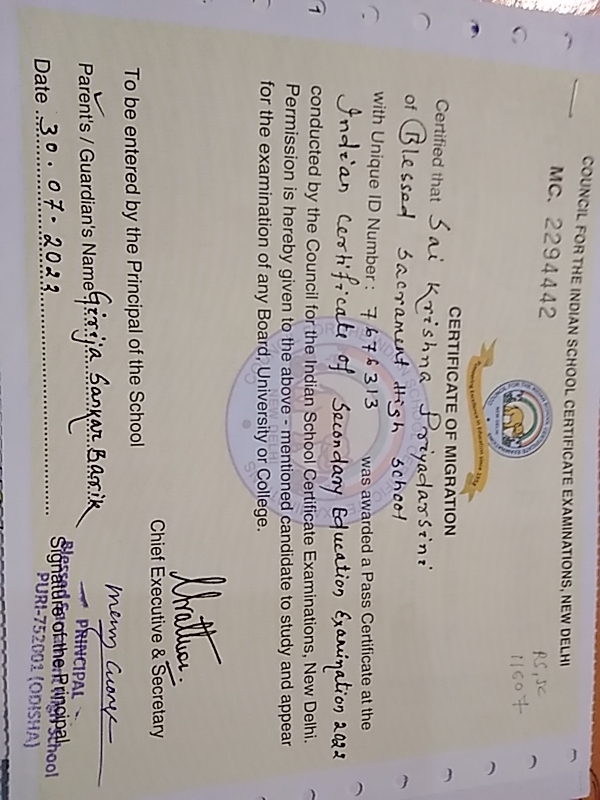 COUNCIL FOR THE INDIAN SCHOOL CERTIFICATE EXAMINATIONS, NEW DELHI
MC. 2294442
RS, SC
11607
CERTIFICATE OF MIGRATION
Certified that Sai Krishna Priyadarsini
of Blessed Sacrament High School
with Unique ID Number : 7676313 was awarded a Pass Certificate at the
Indian Certificate of Secondary Education Examination 2022
conducted by the Council for the Indian School Certificate Examinations, New Delhi.
Permission is hereby given to the above - mentioned candidate to study and appear
for the examination of any Board, University or College.
Chief Executive & Secretary
To be entered by the Principal of the School
Parent's / Guardian's Name Girija Sankar Barik
Date 30.07.2022
Signature of the Principal
PRINCIPAL
Blessed Sacrament High School
PURI-752001 (ODISHA)